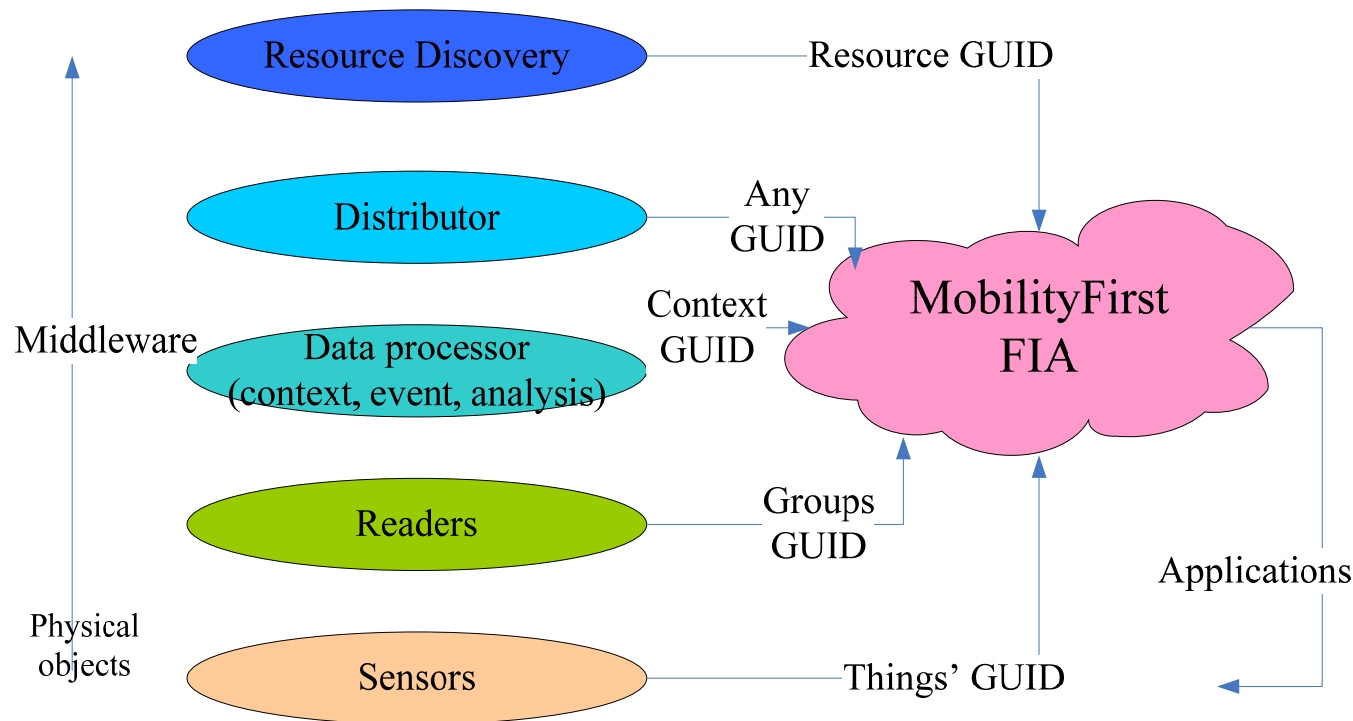 Resource Discovery
Resource GUID
Distributor
Any
GUID
Context
GUID
MobilityFirst
FIA
Middleware
Data processor
(context, event, analysis)
Readers
Groups
GUID
Applications
Physical
objects
Sensors
Things’ GUID